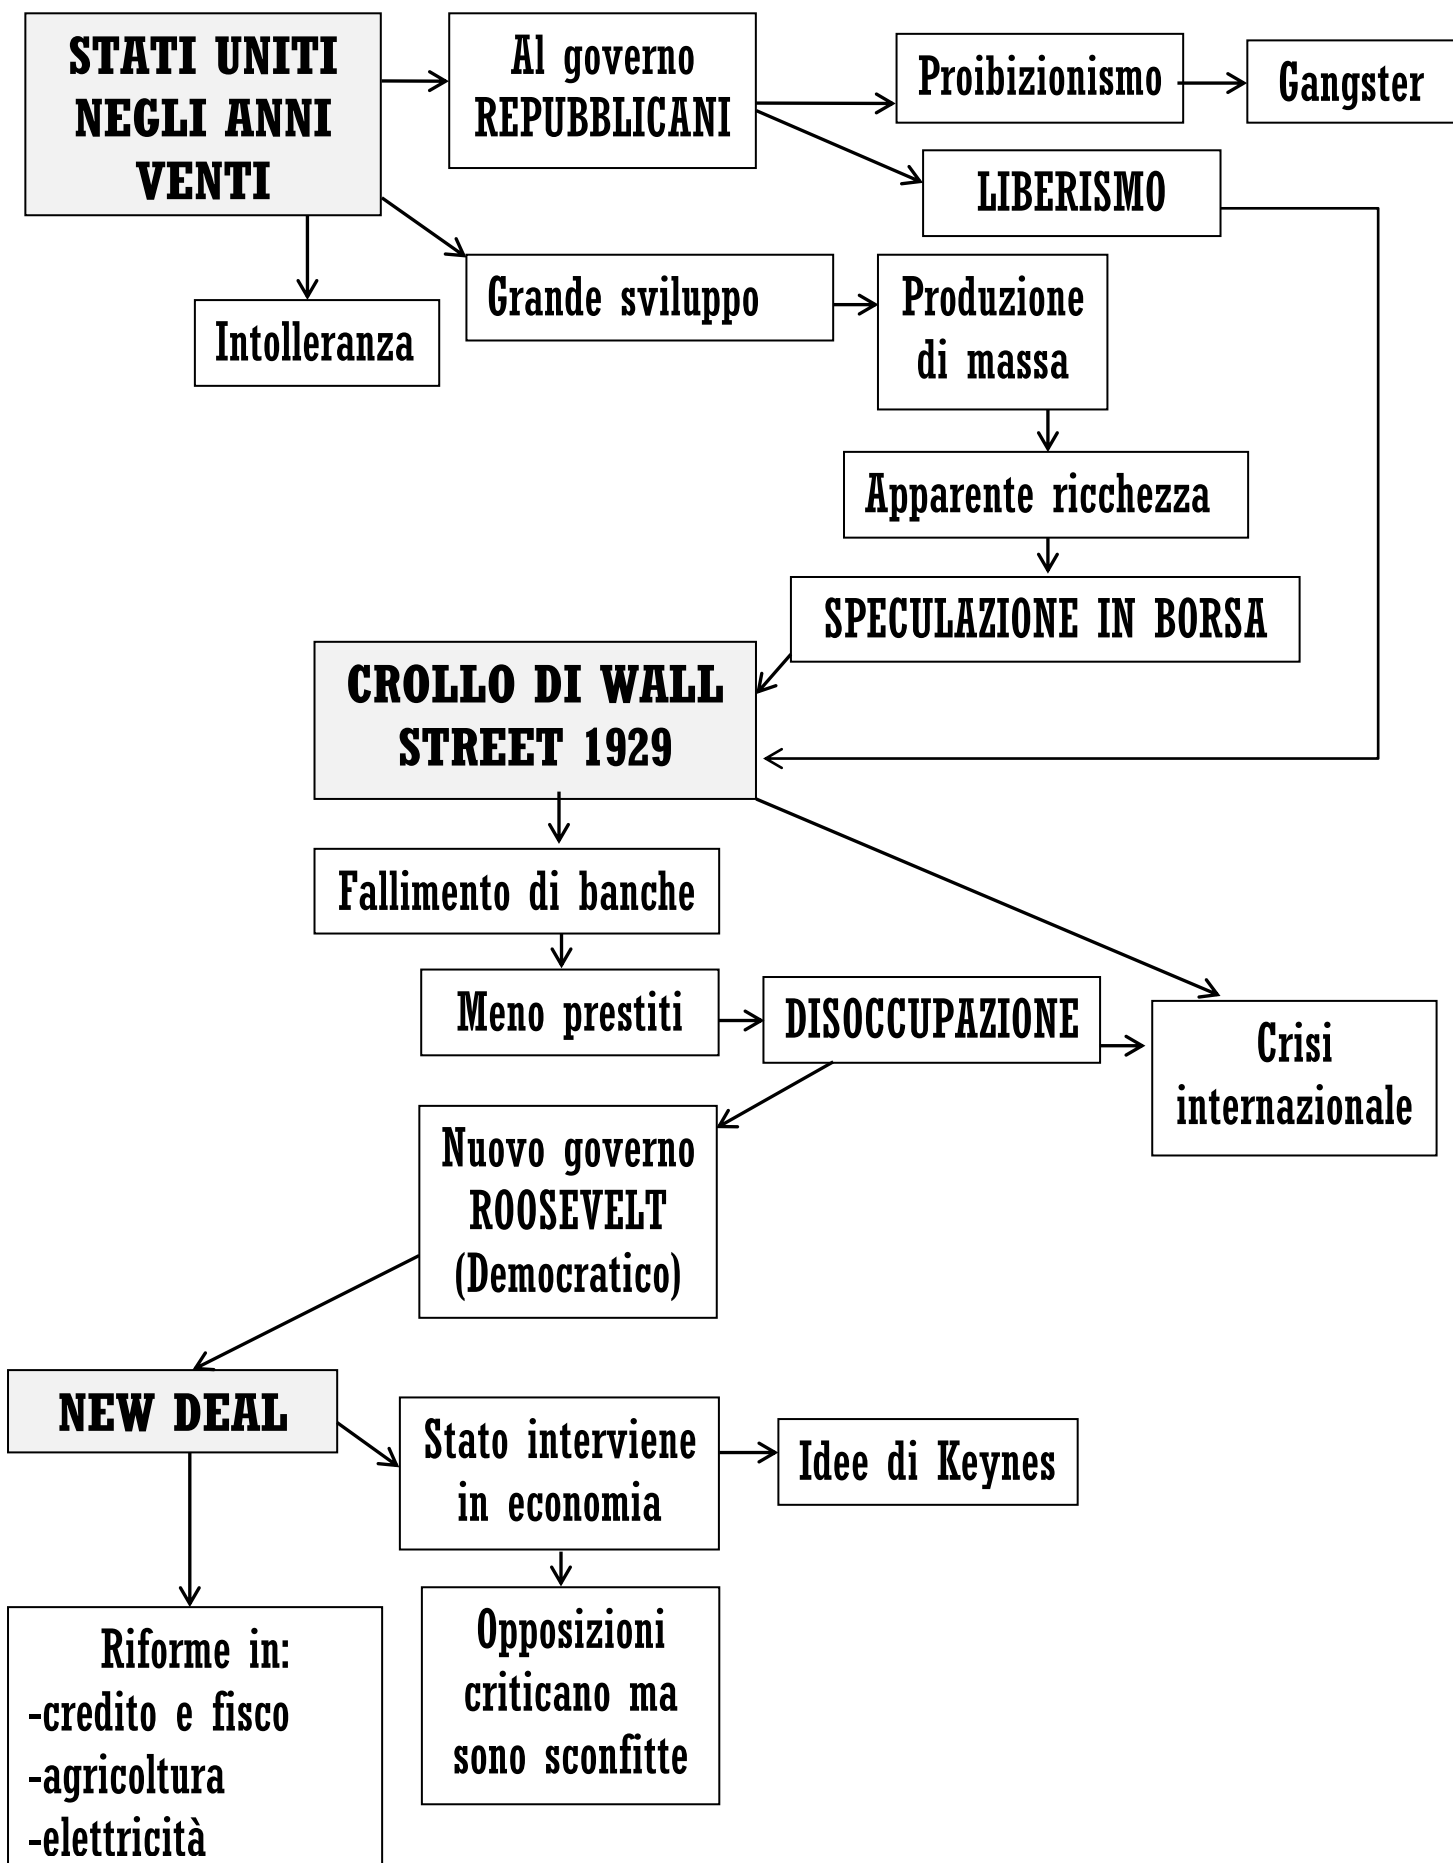 STATI UNITI
NEGLI ANNI
VENTI
Al governo
REPUBBLICANI
Proibizionismo
Gangster
LIBERISMO
Intolleranza
Grande sviluppo
Produzione
di massa
Apparente ricchezza
SPECULAZIONE IN BORSA
CROLLO DI WALL
STREET 1929
Fallimento di banche
Meno prestiti
DISOCCUPAZIONE
Crisi
internazionale
Nuovo governo
ROOSEVELT
(Democratico)
NEW DEAL
Stato interviene
in economia
Idee di Keynes
Opposizioni
criticano ma
sono sconfitte
Riforme in:
-credito e fisco
-agricoltura
-elettricità